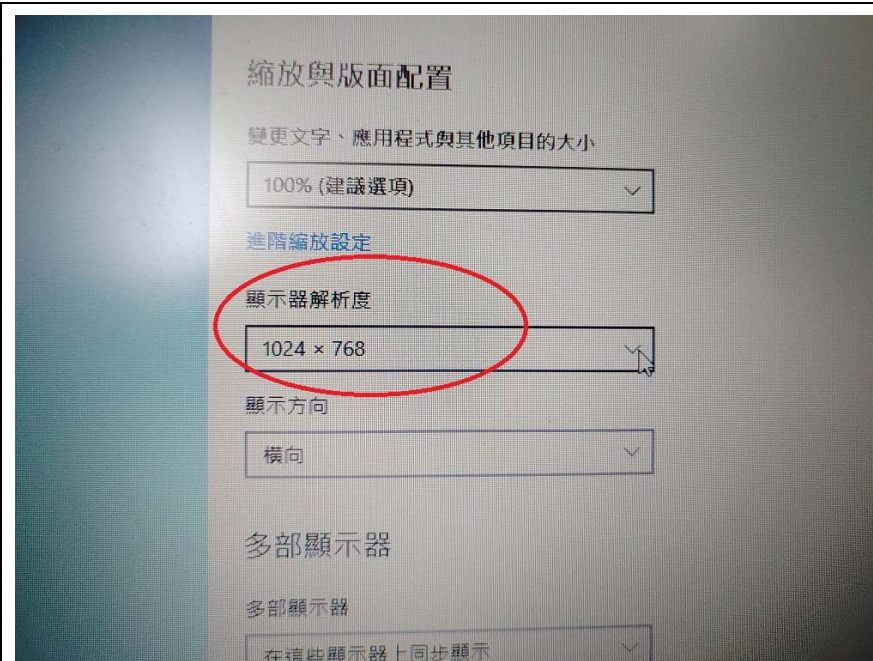 縮放與版面配置
變更文字、應用程式與其他項目的大小
100% (建議選項)
進階縮放設定
顯示器解析度
1024 × 768
顯示方向
橫向
多部顯示器
多部顯示器
在這些顯示器上同步顯示